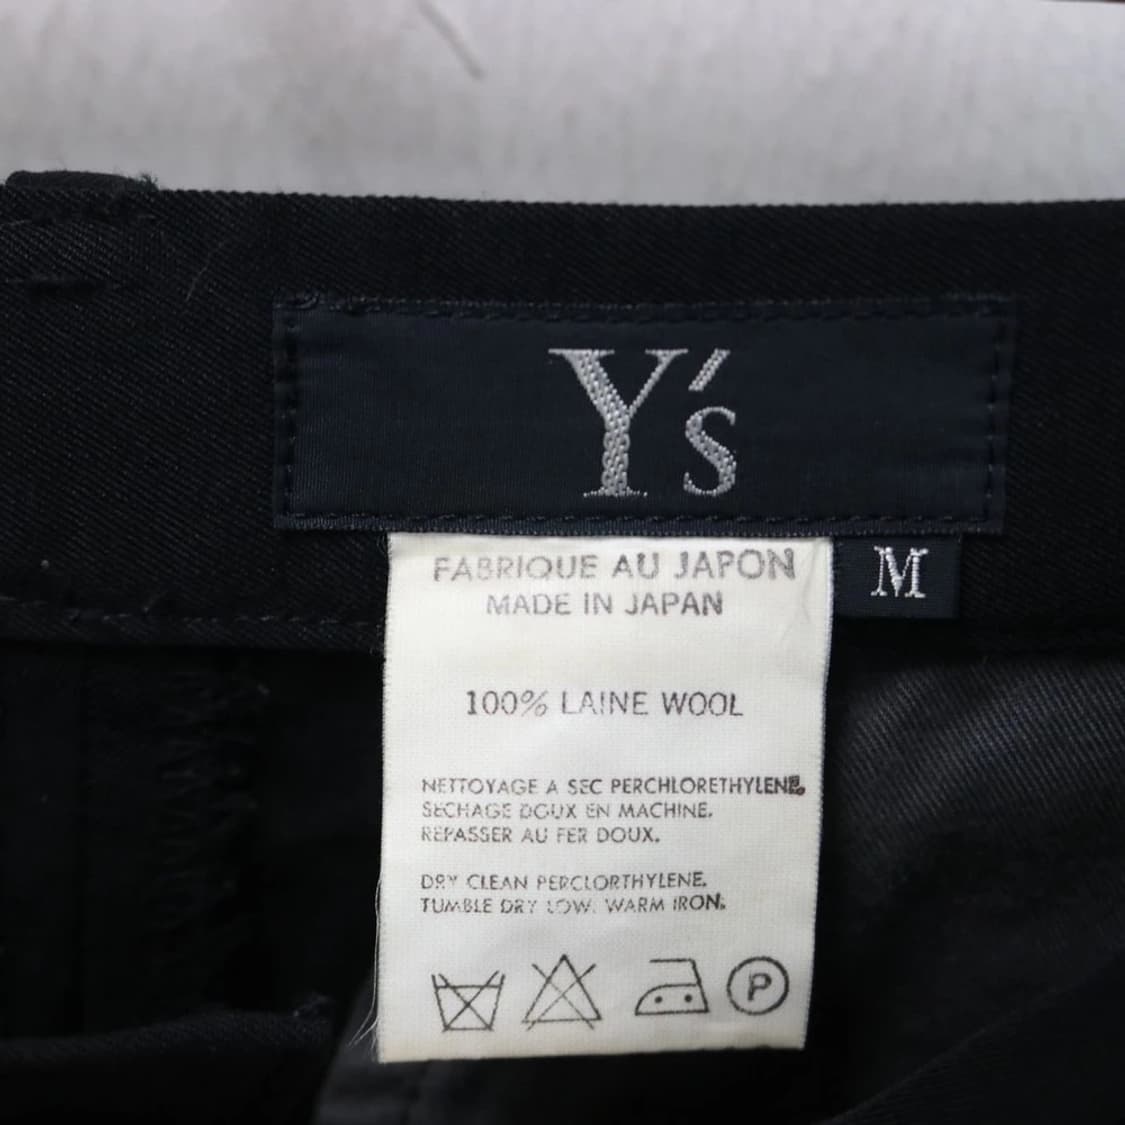 Y's
M
FABRIQUE AU JAPON
MADE IN JAPAN
100% LAINE WOOL
NETTOYAGE A SEC PERCHLORETHYLENE.
SECHAGE DOUX EN MACHINE.
REPASSER AU FER DOUX.
DRY CLEAN PERCLORTHYLENE.
TUMBLE DRY LOW. WARM IRON.
P